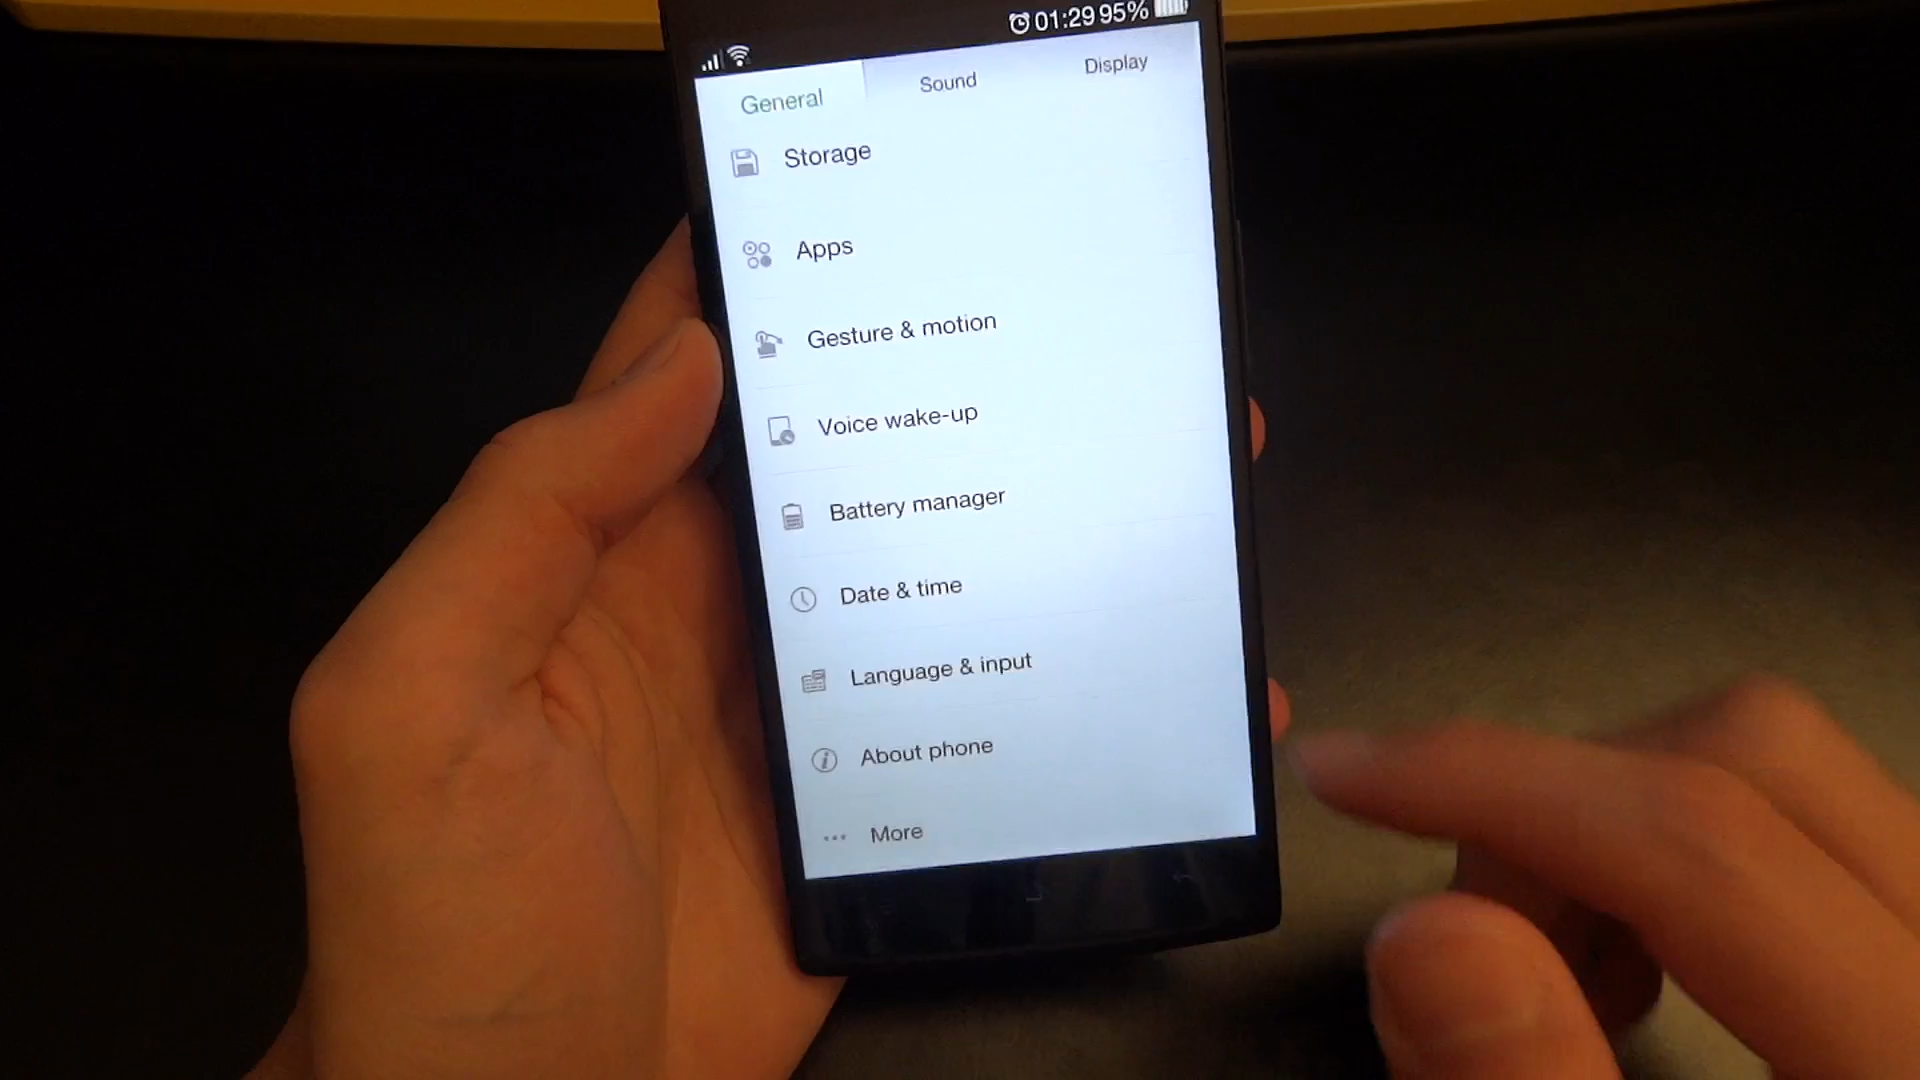 01:29 95%
General Sound Display
Storage
Apps
Gesture & motion
Voice wake-up
Battery manager
Date & time
Language & input
About phone
More